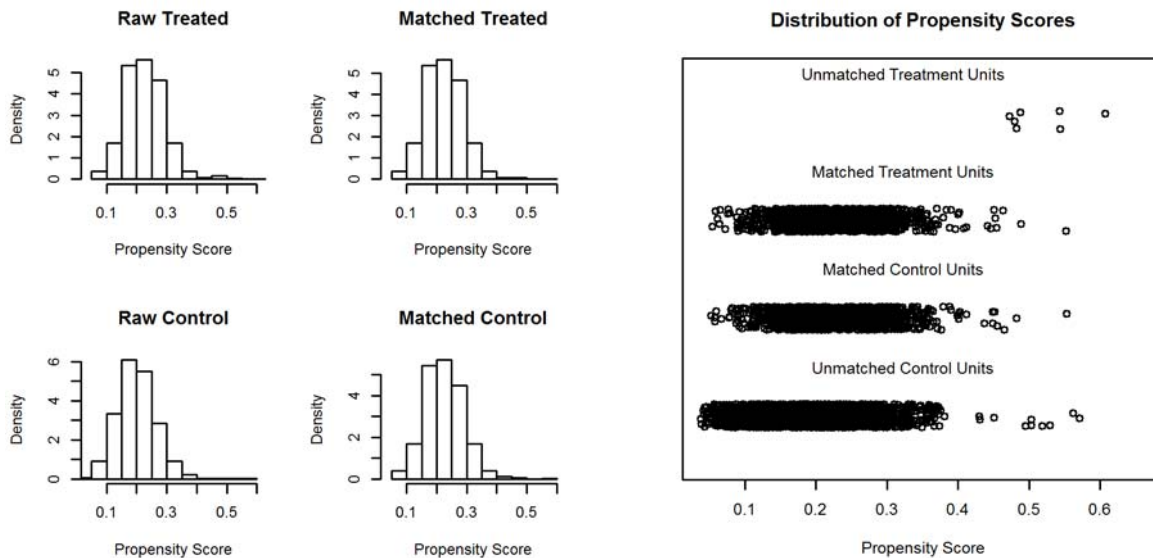 Raw Treated
Density
0 1 2 3 4 5
0.1 0.3 0.5
Propensity Score
Matched Treated
Density
0 1 2 3 4 5
0.1 0.3 0.5
Propensity Score
Raw Control
Density
0 2 4 6
0.1 0.3 0.5
Propensity Score
Matched Control
Density
0 2 4
0.1 0.3 0.5
Propensity Score
Distribution of Propensity Scores
Unmatched Treatment Units
Matched Treatment Units
Matched Control Units
Unmatched Control Units
0.1 0.2 0.3 0.4 0.5 0.6
Propensity Score